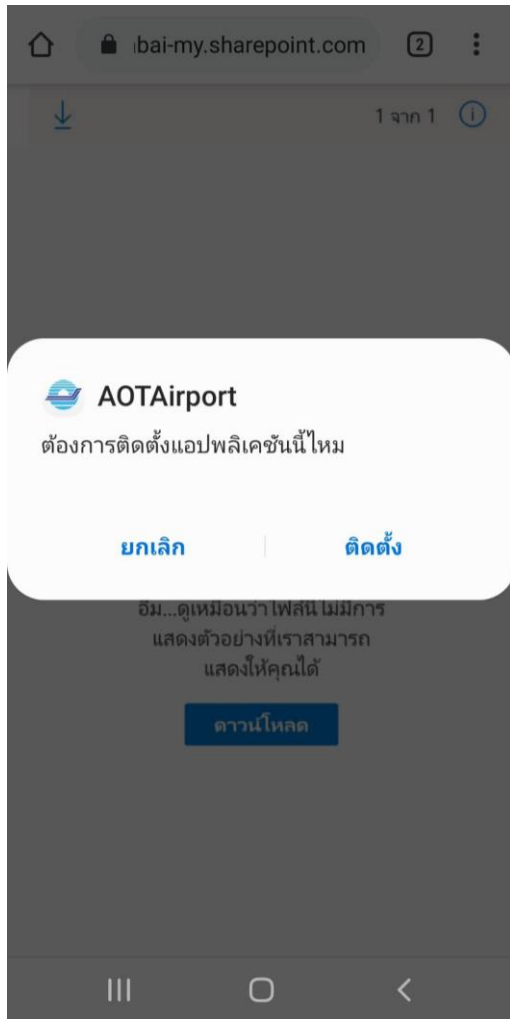 ıbai-my.sharepoint.com 2
1 จาก 1
AOTAirport
ต้องการติดตั้งแอปพลิเคชันนี้ไหม
ยกเลิก ติดตั้ง
อืม...ดูเหมือนว่าไฟล์นี้ไม่มีการ
แสดงตัวอย่างที่เราสามารถ
แสดงให้คุณได้
ดาวน์โหลด